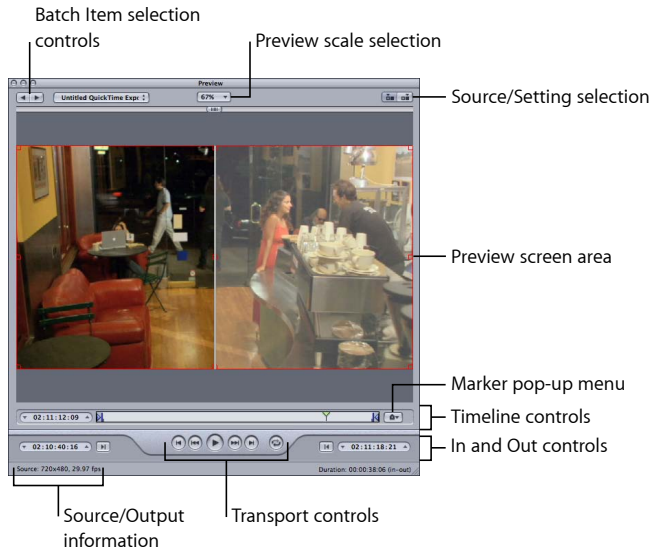 Batch Item selection
controls
Preview scale selection
Preview
Untitled QuickTime Expr
67%
Source/Setting selection
Preview screen area
Marker pop-up menu
02:11:12:09
Timeline controls
02:10:40:16
02:11:18:21
In and Out controls
Source: 720x480, 29.97 fps
Duration: 00:00:38:06 (in–out)
Source/Output
information
Transport controls